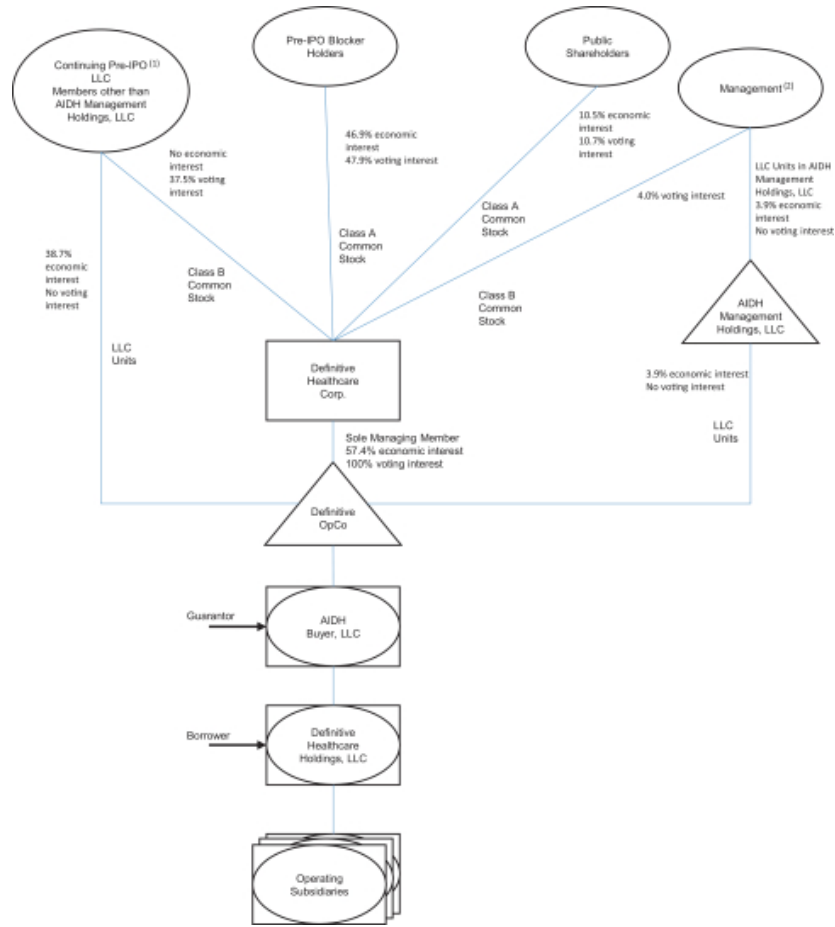 Continuing Pre-IPO (1)
LLC
Members other than
AIDH Management
Holdings, LLC
Pre-IPO Blocker
Holders
Public
Shareholders
Management (2)
No economic
interest
37.5% voting
interest
46.9% economic
interest
47.9% voting interest
10.5% economic
interest
10.7% voting
interest
4.0% voting interest
LLC Units in AIDH
Management
Holdings, LLC
3.9% economic
interest
No voting interest
38.7%
economic
interest
No voting
interest
Class B
Common
Stock
Class A
Common
Stock
Class A
Common
Stock
Class B
Common
Stock
AIDH
Management
Holdings, LLC
LLC
Units
Definitive
Healthcare
Corp.
3.9% economic interest
No voting interest
LLC
Units
Sole Managing Member
57.4% economic interest
100% voting interest
Definitive
OpCo
Guarantor
AIDH
Buyer, LLC
Borrower
Definitive
Healthcare
Holdings, LLC
Operating
Subsidiaries